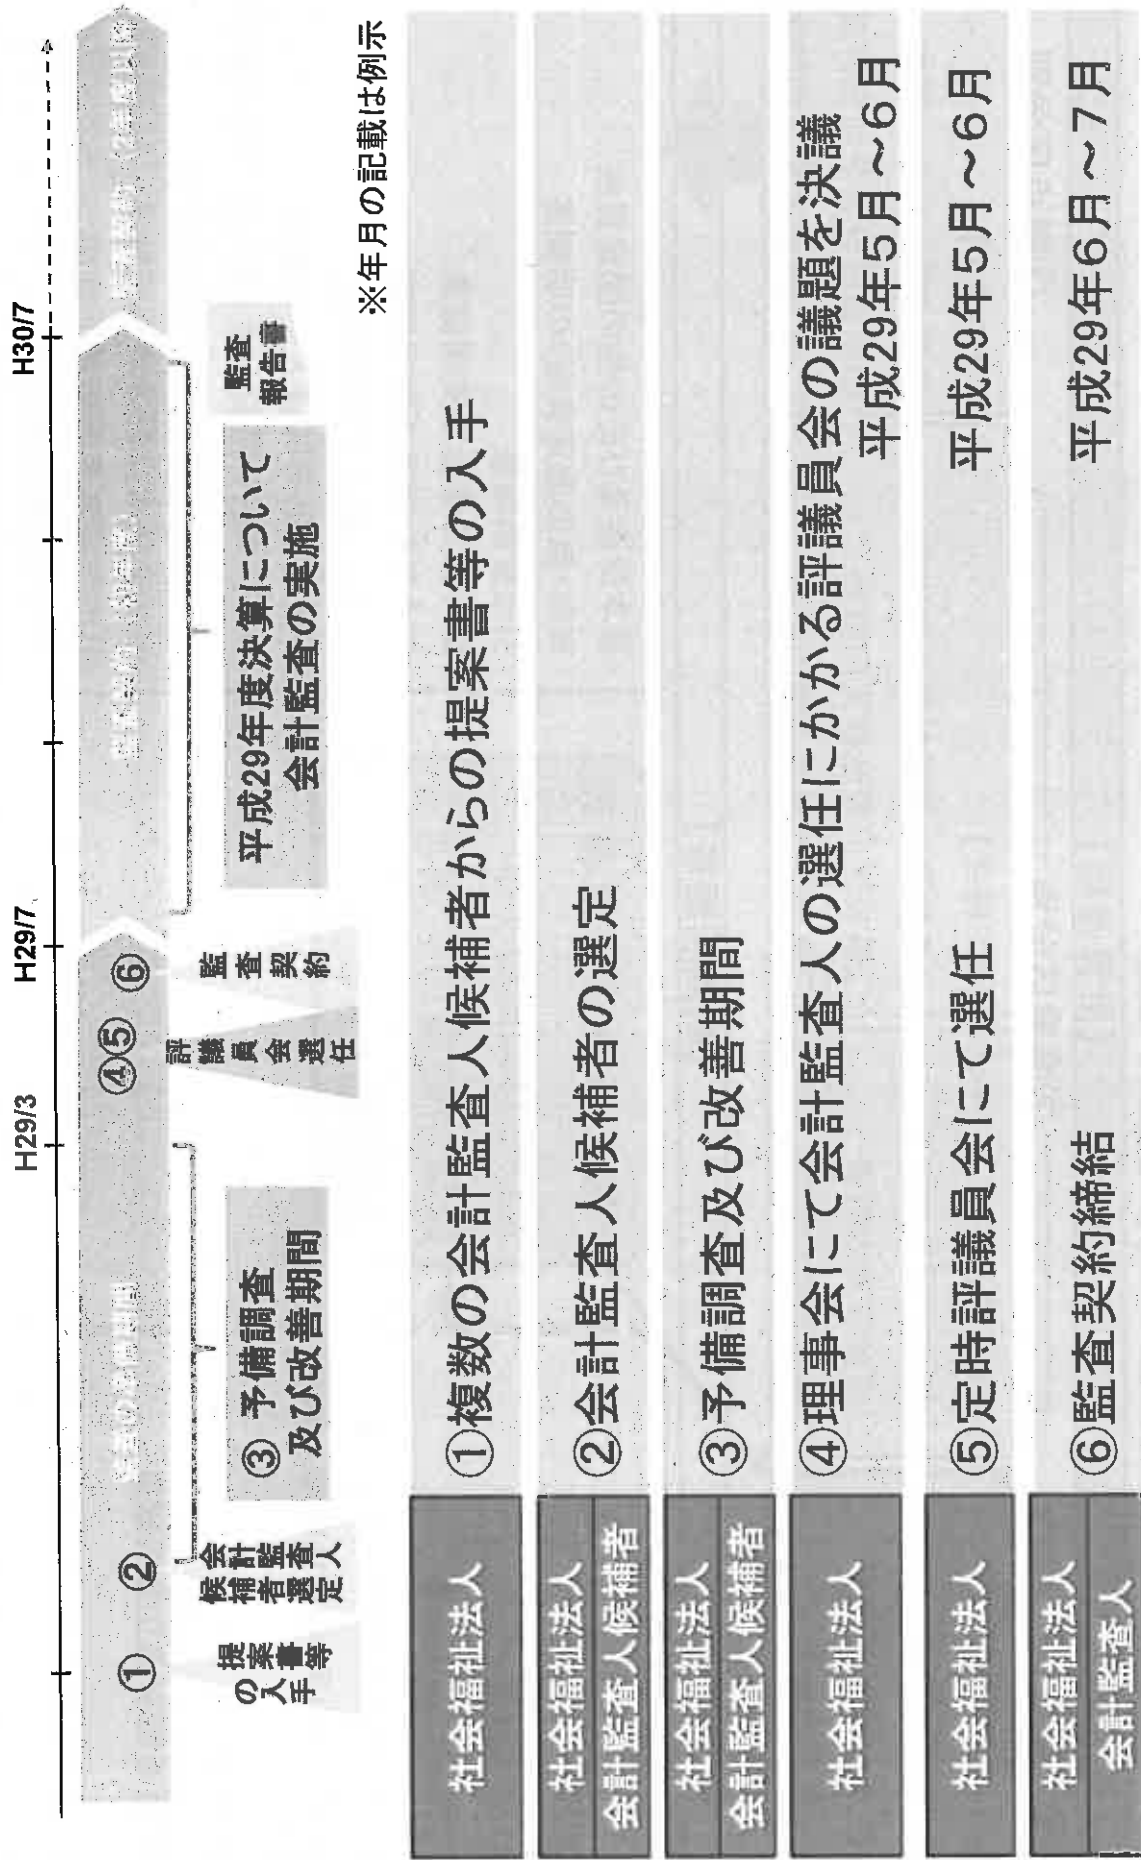 H29/3
H29/7
H30/7
①
②
④⑤
⑥
提案書等
の入手
会計監査人
候補者選定
③ 予備調査
及び改善期間
評議員会選任
監査契約
平成29年度決算について
会計監査の実施
監査
報告書
※年月の記載は例示
社会福祉法人
①複数の会計監査人候補者からの提案書等の入手
社会福祉法人
会計監査人候補者
②会計監査人候補者の選定
社会福祉法人
会計監査人候補者
③予備調査及び改善期間
社会福祉法人
④理事会にて会計監査人の選任にかかる評議員会の議題を決議
平成29年5月～6月
社会福祉法人
⑤定時評議員会にて選任
平成29年5月～6月
社会福祉法人
会計監査人
⑥監査契約締結
平成29年6月～7月